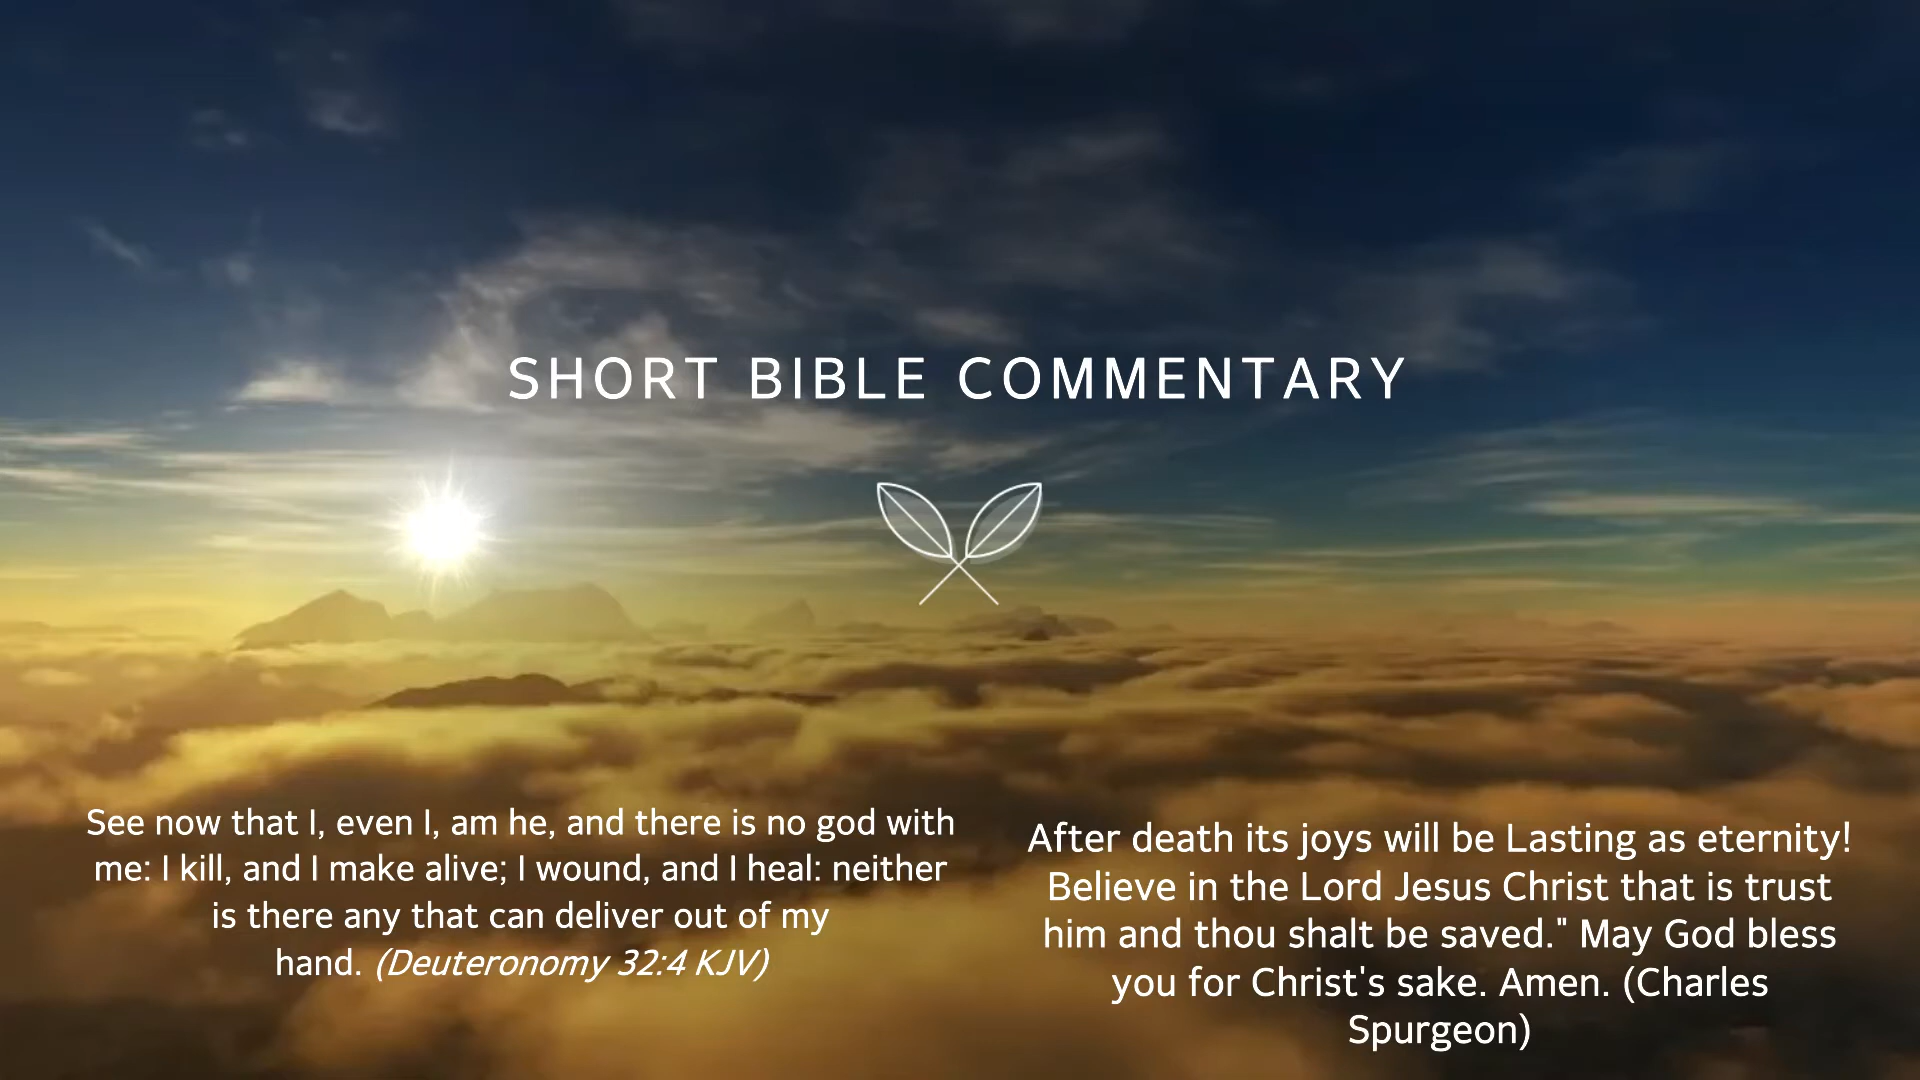 SHORT BIBLE COMMENTARY
See now that I, even I, am he, and there is no god with
me: I kill, and I make alive; I wound, and I heal: neither
is there any that can deliver out of my
hand. (Deuteronomy 32:4 KJV)
After death its joys will be Lasting as eternity!
Believe in the Lord Jesus Christ that is trust
him and thou shalt be saved." May God bless
you for Christ's sake. Amen. (Charles
Spurgeon)